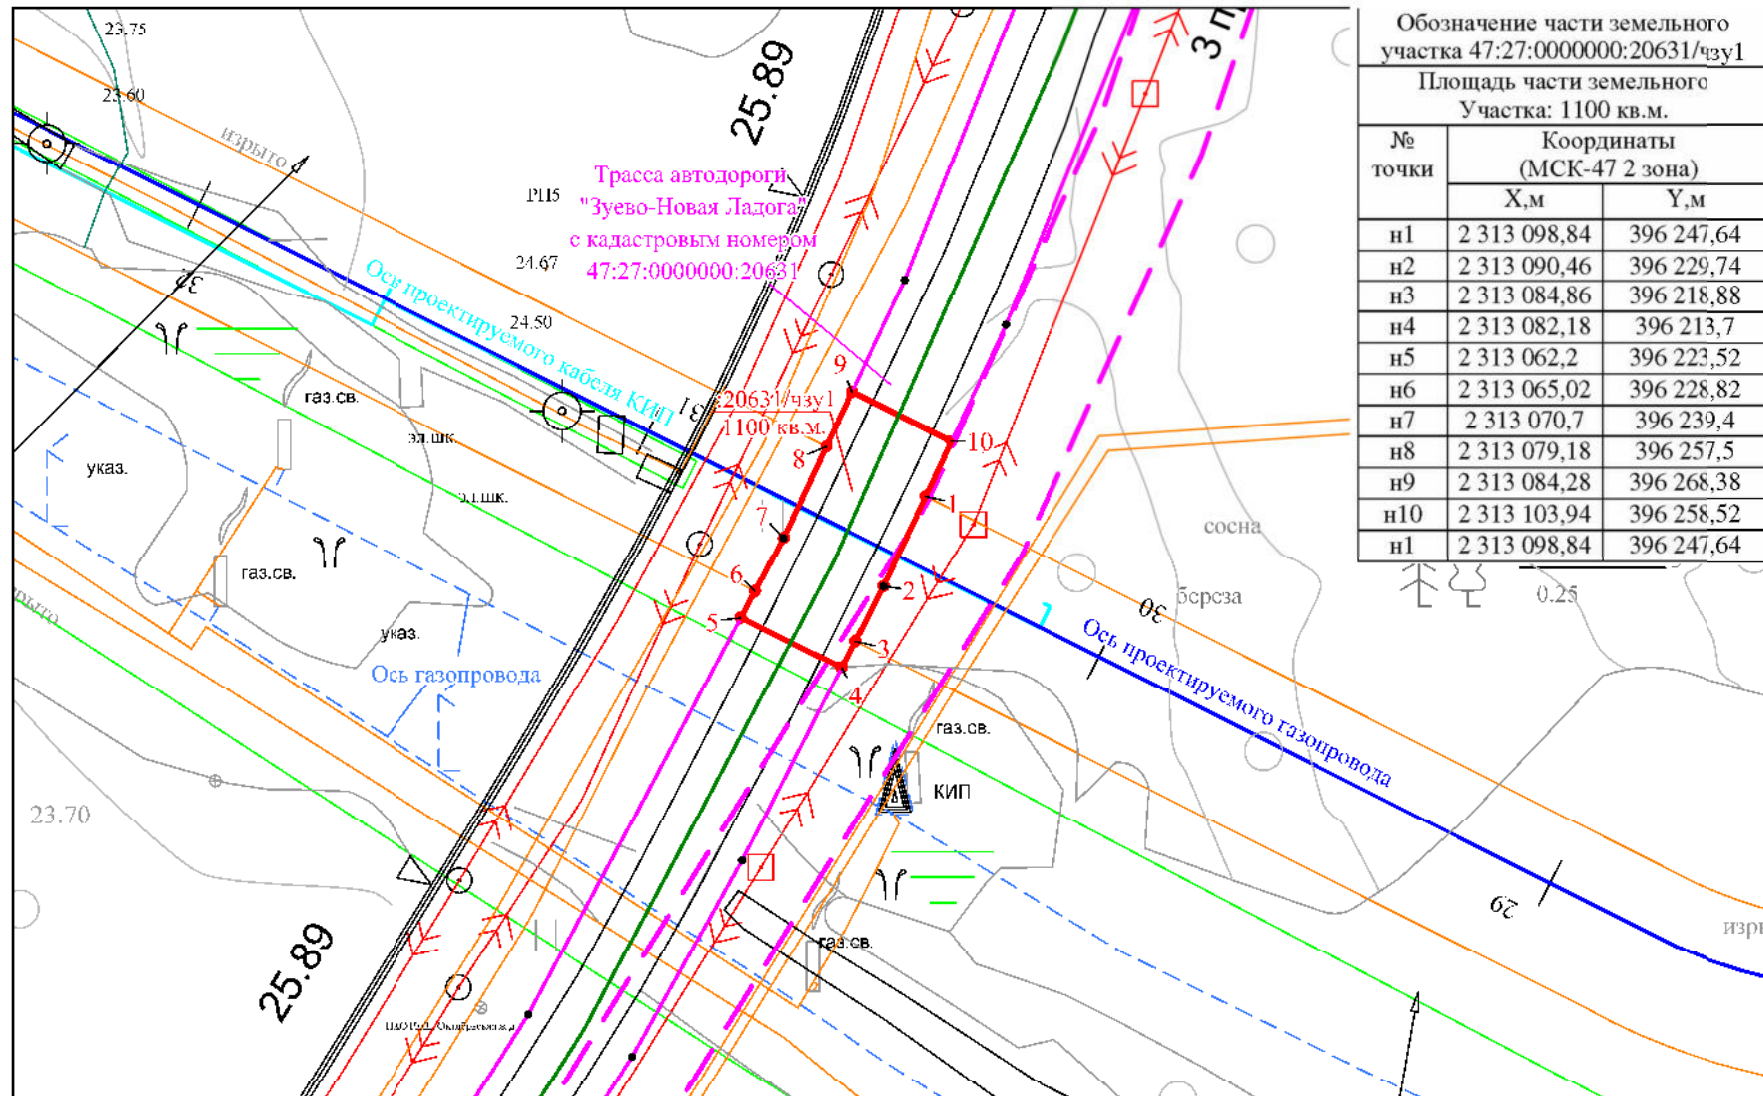 23.75
23.60
изрыто
25.89
3 п
РП5
Трасса автодороги
"Зуево-Новая Ладога"
с кадастровым номером
47:27:0000000:20631
24.67
24.50
32
Ось проектируемого кабеля КИП
31
:20631/чзу1
1100 кв.м.
9
10
8
1
7
6
2
5
3
4
газ.св.
эл.шк.
эл.шк.
указ.
газ.св.
указ.
Ось газопровода
сосна
береза
30
0.25
Ось проектируемого газопровода
газ.св.
КИП
29
23.70
газ.св.
25.89
Обозначение части земельного
участка 47:27:0000000:20631/чзу1
Площадь части земельного
Участка: 1100 кв.м.
№ точки Координаты (МСК-47 2 зона)
X,м Y,м
н1 2 313 098,84 396 247,64
н2 2 313 090,46 396 229,74
н3 2 313 084,86 396 218,88
н4 2 313 082,18 396 213,7
н5 2 313 062,2 396 223,52
н6 2 313 065,02 396 228,82
н7 2 313 070,7 396 239,4
н8 2 313 079,18 396 257,5
н9 2 313 084,28 396 268,38
н10 2 313 103,94 396 258,52
н1 2 313 098,84 396 247,64